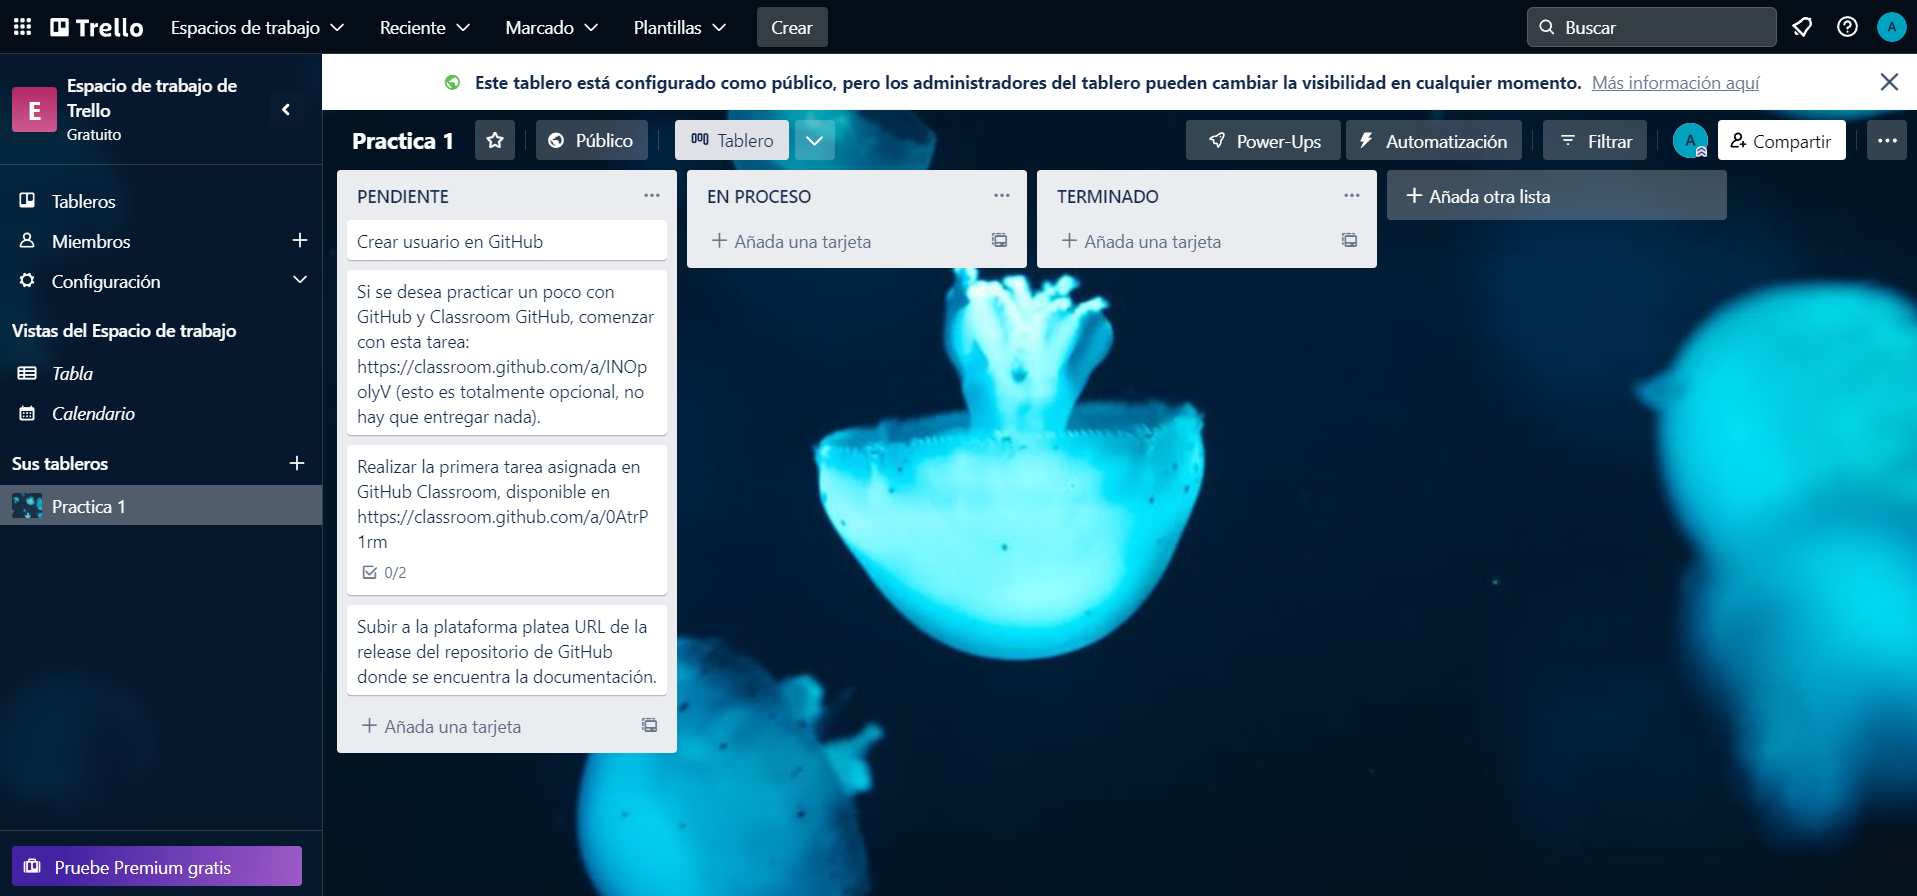 Trello
Espacios de trabajo
Reciente
Marcado
Plantillas
Crear
Buscar
A
E
Espacio de trabajo de
Trello
Gratuito
Tableros
Miembros
Configuración
Vistas del Espacio de trabajo
Tabla
Calendario
Sus tableros
Practica 1
Pruebe Premium gratis
Este tablero está configurado como público, pero los administradores del tablero pueden cambiar la visibilidad en cualquier momento. Más información aquí
Practica 1
Público
Tablero
Power-Ups
Automatización
Filtrar
A
Compartir
PENDIENTE
Crear usuario en GitHub
Si se desea practicar un poco con
GitHub y Classroom GitHub, comenzar
con esta tarea:
https://classroom.github.com/a/INOp
olyV (esto es totalmente opcional, no
hay que entregar nada).
Realizar la primera tarea asignada en
GitHub Classroom, disponible en
https://classroom.github.com/a/0AtrP
1rm
0/2
Subir a la plataforma platea URL de la
release del repositorio de GitHub
donde se encuentra la documentación.
+ Añada una tarjeta
EN PROCESO
+ Añada una tarjeta
TERMINADO
+ Añada una tarjeta
+ Añada otra lista